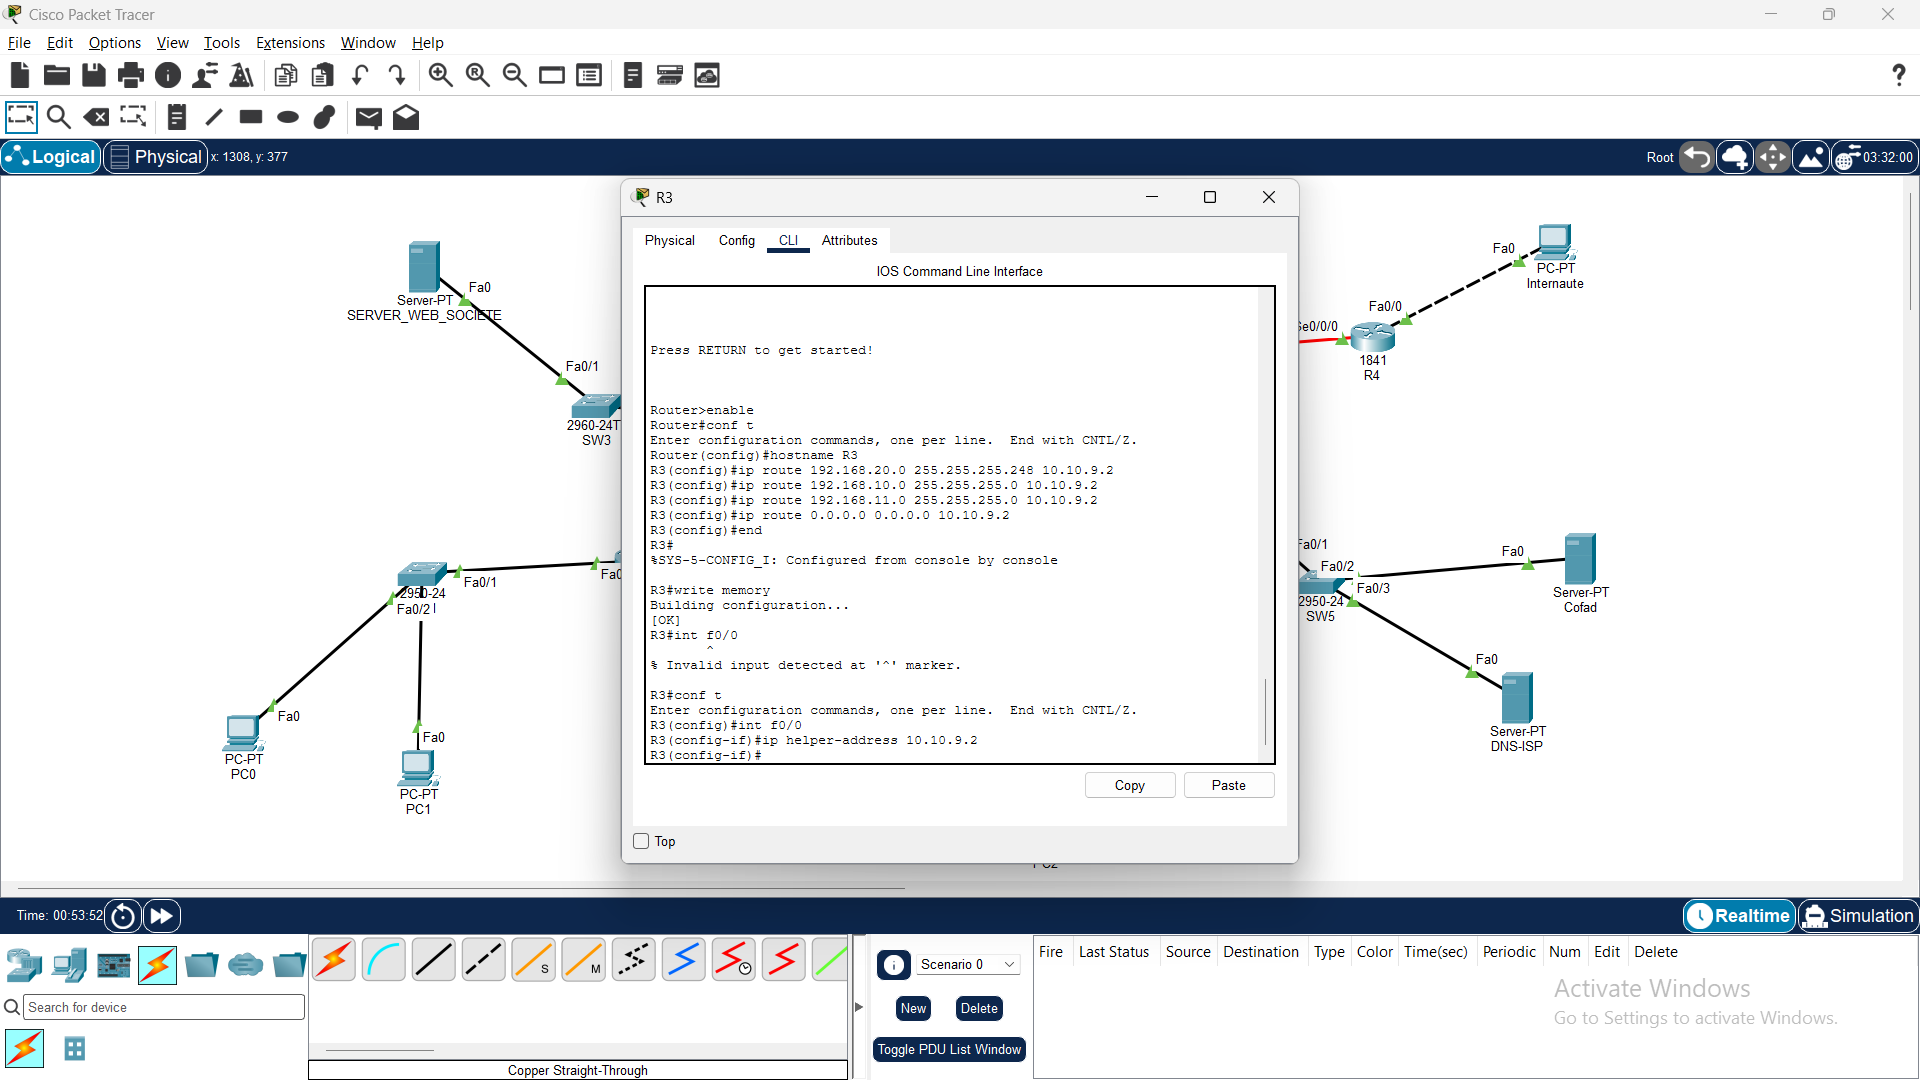 Cisco Packet Tracer
File Edit Options View Tools Extensions Window Help
Logical Physical x: 1308, y: 377
Root 03:32:00
R3
Physical Config CLI Attributes
IOS Command Line Interface
Press RETURN to get started!
Router>enable
Router#conf t
Enter configuration commands, one per line. End with CNTL/Z.
Router(config)#hostname R3
R3(config)#ip route 192.168.20.0 255.255.255.248 10.10.9.2
R3(config)#ip route 192.168.10.0 255.255.255.0 10.10.9.2
R3(config)#ip route 192.168.11.0 255.255.255.0 10.10.9.2
R3(config)#ip route 0.0.0.0 0.0.0.0 10.10.9.2
R3(config)#end
R3#
%SYS-5-CONFIG_I: Configured from console by console
R3#write memory
Building configuration...
[OK]
R3#int f0/0
^
% Invalid input detected at '^' marker.
R3#conf t
Enter configuration commands, one per line. End with CNTL/Z.
R3(config)#int f0/0
R3(config-if)#ip helper-address 10.10.9.2
R3(config-if)#
Copy Paste
Top
Fa0
Server-PT
SERVER_WEB_SOCIETE
Fa0/1
2960-24T
SW3
2950-24
Fa0/1
Fa0/2
Fa0
PC-PT
PC0
Fa0
PC-PT
PC1
Fa0
PC-PT
Internaute
Fa0/0
Se0/0/0
1841
R4
Fa0/1
Fa0/2
Fa0/3
2950-24
SW5
Fa0
Server-PT
Cofad
Fa0
Server-PT
DNS-ISP
Time: 00:53:52
Realtime Simulation
Search for device
S
M
Copper Straight-Through
Scenario 0
New Delete
Toggle PDU List Window
Fire Last Status Source Destination Type Color Time(sec) Periodic Num Edit Delete
Activate Windows
Go to Settings to activate Windows.